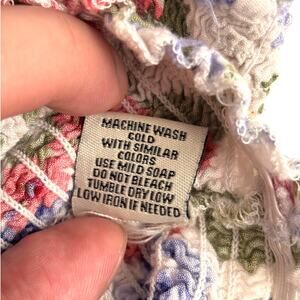 MACHINE WASH
COLD
WITH SIMILAR
COLORS
USE MILD SOAP
DO NOT BLEACH
TUMBLE DRY LOW
LOW IRON IF NEEDED